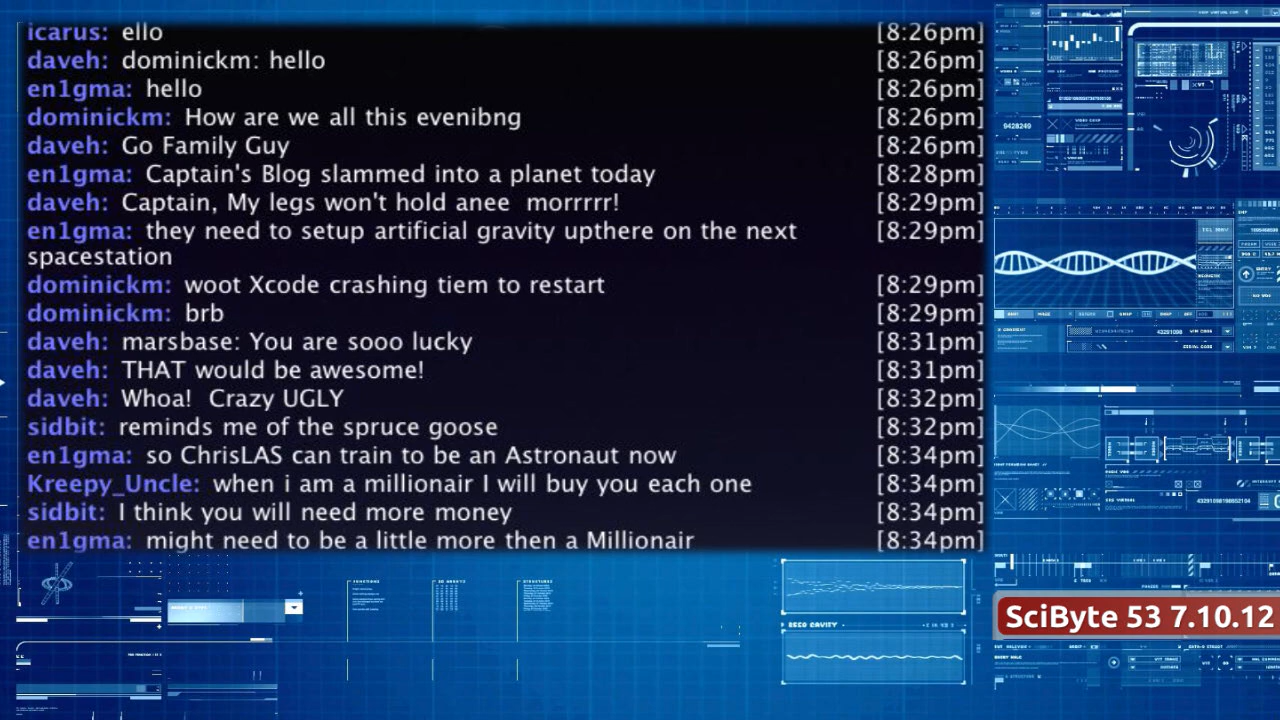 icarus: ello [8:26pm]
daveh: dominickm: hello [8:26pm]
en1gma: hello [8:26pm]
dominickm: How are we all this evenibng [8:26pm]
daveh: Go Family Guy [8:26pm]
en1gma: Captain's Blog slammed into a planet today [8:28pm]
daveh: Captain, My legs won't hold anee morrrrr! [8:29pm]
en1gma: they need to setup artificial gravity upthere on the next [8:29pm]
spacestation
dominickm: woot Xcode crashing tiem to restart [8:29pm]
dominickm: brb [8:29pm]
daveh: marsbase: You're sooo lucky [8:31pm]
daveh: THAT would be awesome! [8:31pm]
daveh: Whoa! Crazy UGLY [8:32pm]
sidbit: reminds me of the spruce goose [8:32pm]
en1gma: so ChrisLAS can train to be an Astronaut now [8:34pm]
Kreepy_Uncle: when i am a millionair I will buy you each one [8:34pm]
sidbit: I think you will need more money [8:34pm]
en1gma: might need to be a little more then a Millionair [8:34pm]
9428249
43291098
BEEF CAVITY
SciByte 53 7.10.12